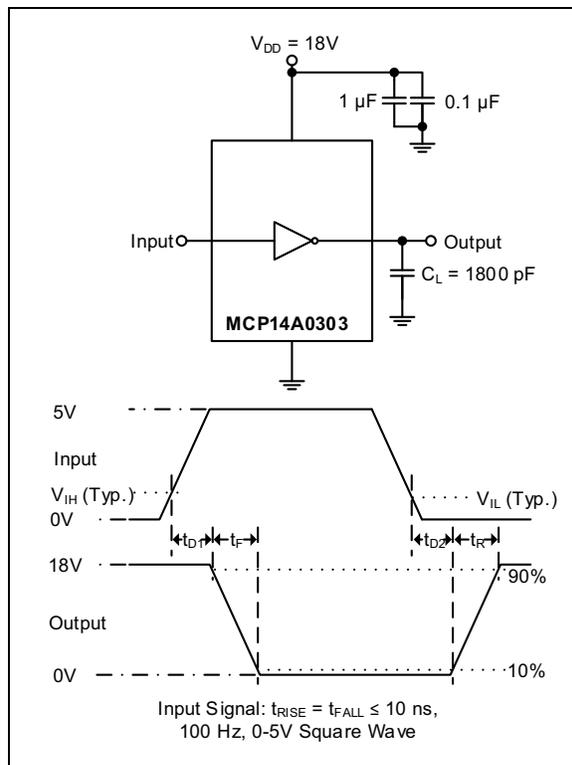 V_DD = 18V
1 µF
0.1 µF
Input
Output
C_L = 1800 pF
MCP14A0303
5V
Input
V_IH (Typ.)
V_IL (Typ.)
0V
t_D1
t_F
t_D2
t_R
18V
90%
Output
0V
10%
Input Signal: t_RISE = t_FALL ≤ 10 ns,
100 Hz, 0-5V Square Wave